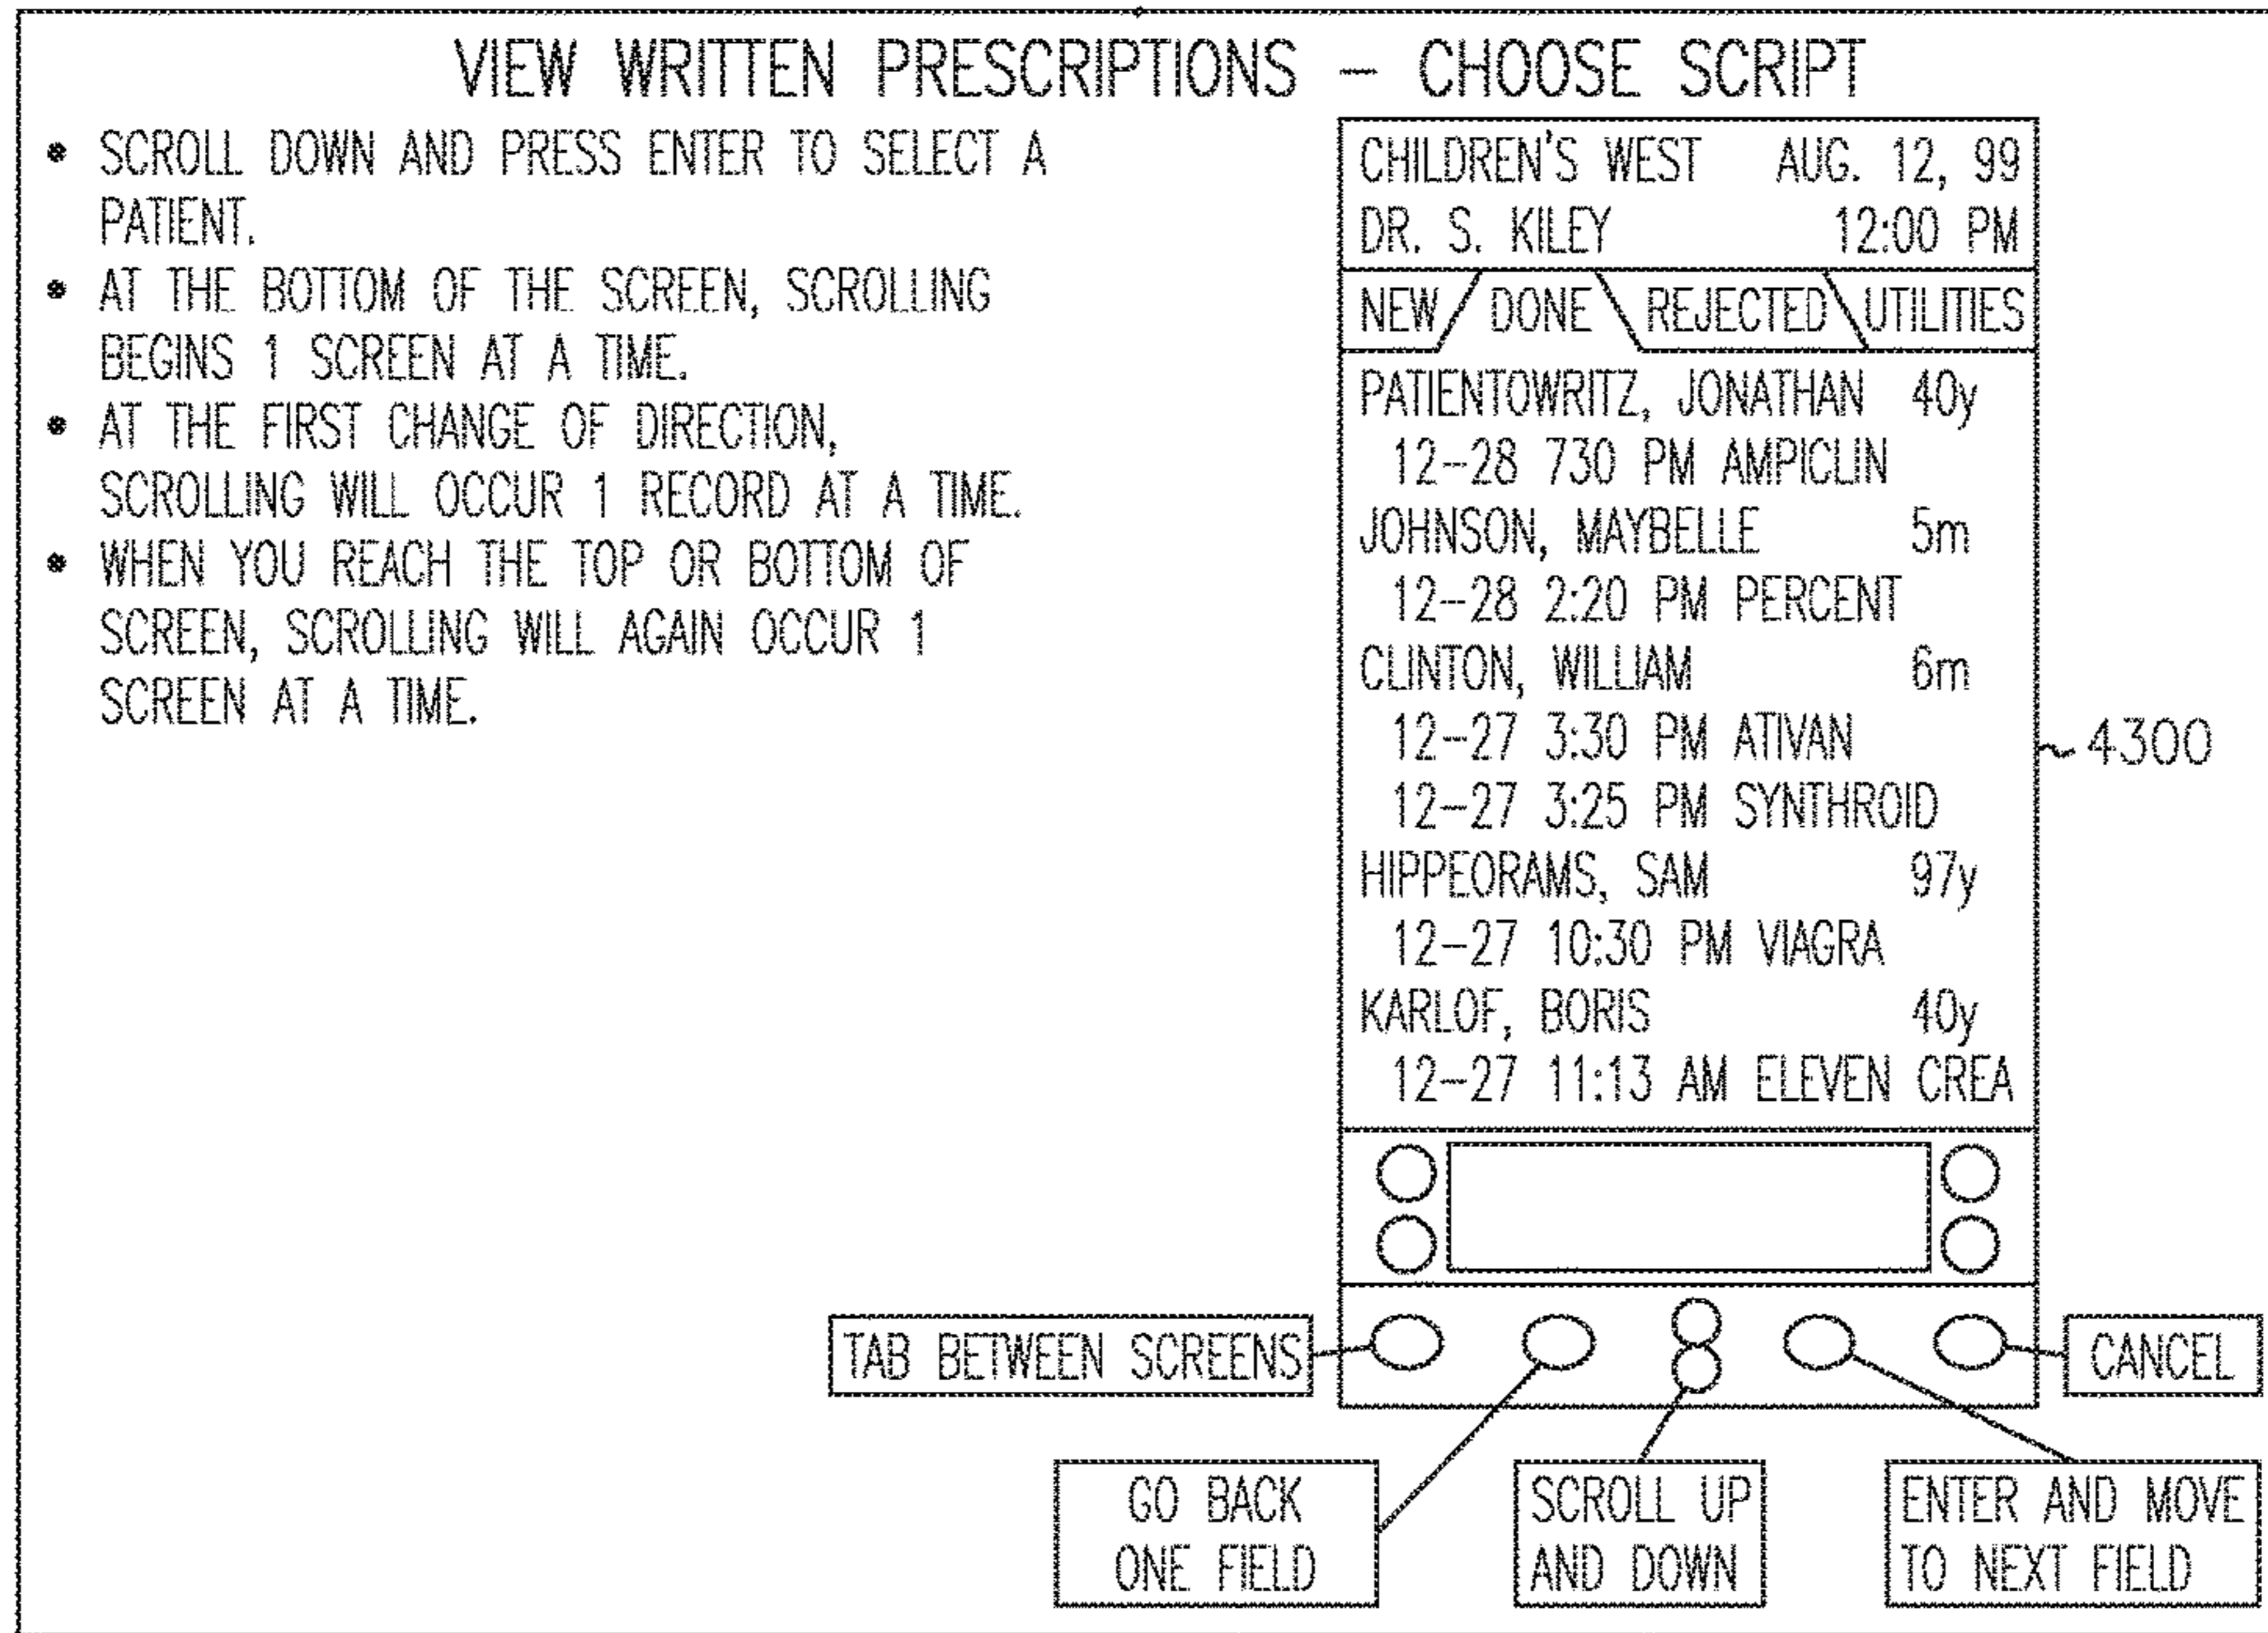 VIEW WRITTEN PRESCRIPTIONS – CHOOSE SCRIPT
• SCROLL DOWN AND PRESS ENTER TO SELECT A
PATIENT.
• AT THE BOTTOM OF THE SCREEN, SCROLLING
BEGINS 1 SCREEN AT A TIME.
• AT THE FIRST CHANGE OF DIRECTION,
SCROLLING WILL OCCUR 1 RECORD AT A TIME.
• WHEN YOU REACH THE TOP OR BOTTOM OF
SCREEN, SCROLLING WILL AGAIN OCCUR 1
SCREEN AT A TIME.
CHILDREN'S WEST AUG. 12, 99
DR. S. KILEY 12:00 PM
NEW DONE REJECTED UTILITIES
PATIENTOWRITZ, JONATHAN 40y
12–28 730 PM AMPICLIN
JOHNSON, MAYBELLE 5m
12–28 2:20 PM PERCENT
CLINTON, WILLIAM 6m
12–27 3:30 PM ATIVAN
12–27 3:25 PM SYNTHROID
HIPPEORAMS, SAM 97y
12–27 10:30 PM VIAGRA
KARLOF, BORIS 40y
12–27 11:13 AM ELEVEN CREA
4300
TAB BETWEEN SCREENS
CANCEL
GO BACK
ONE FIELD
SCROLL UP
AND DOWN
ENTER AND MOVE
TO NEXT FIELD